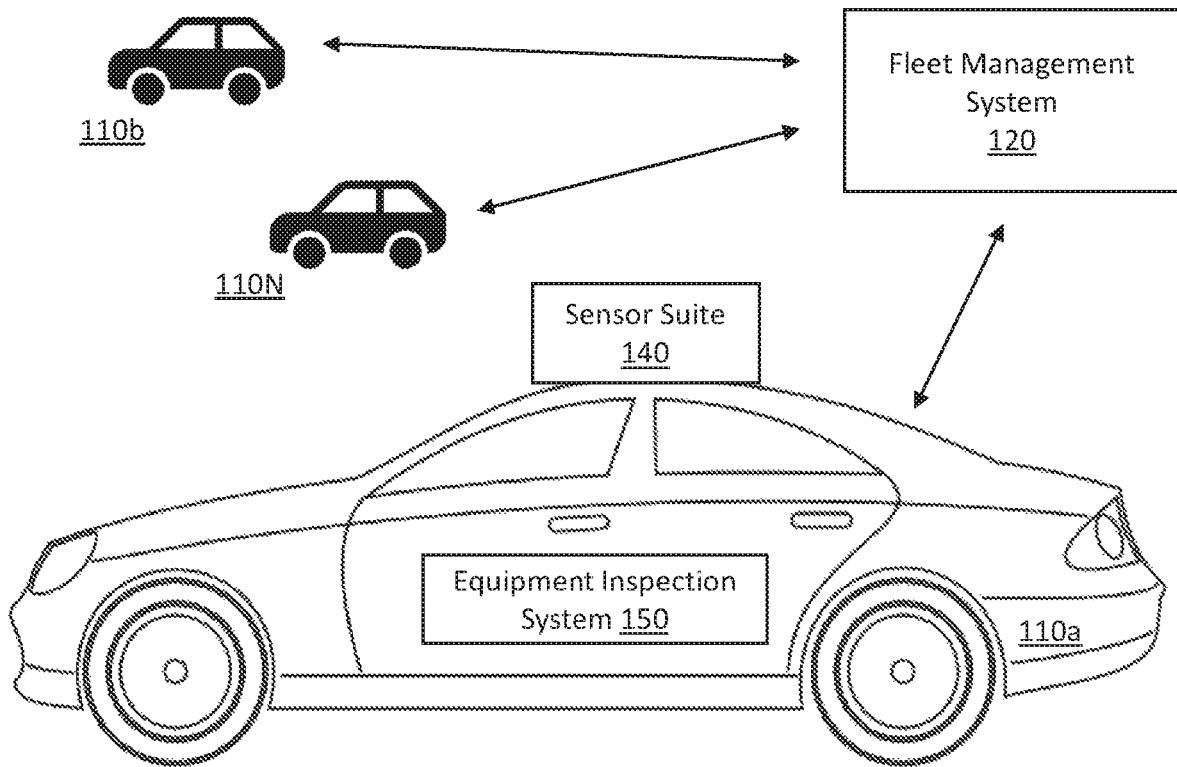 Fleet Management
System
120
110b
110N
Sensor Suite
140
Equipment Inspection
System 150
110a